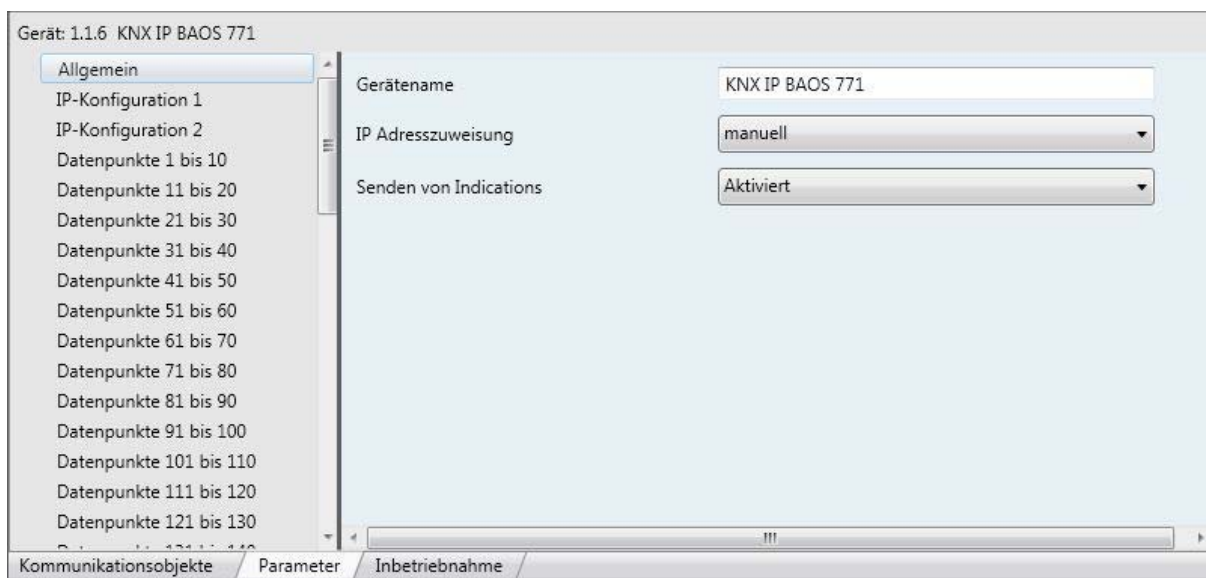 Gerät: 1.1.6 KNX IP BAOS 771
Allgemein
IP-Konfiguration 1
IP-Konfiguration 2
Datenpunkte 1 bis 10
Datenpunkte 11 bis 20
Datenpunkte 21 bis 30
Datenpunkte 31 bis 40
Datenpunkte 41 bis 50
Datenpunkte 51 bis 60
Datenpunkte 61 bis 70
Datenpunkte 71 bis 80
Datenpunkte 81 bis 90
Datenpunkte 91 bis 100
Datenpunkte 101 bis 110
Datenpunkte 111 bis 120
Datenpunkte 121 bis 130
Gerätename KNX IP BAOS 771
IP Adresszuweisung manuell
Senden von Indications Aktiviert
Kommunikationsobjekte Parameter Inbetriebnahme